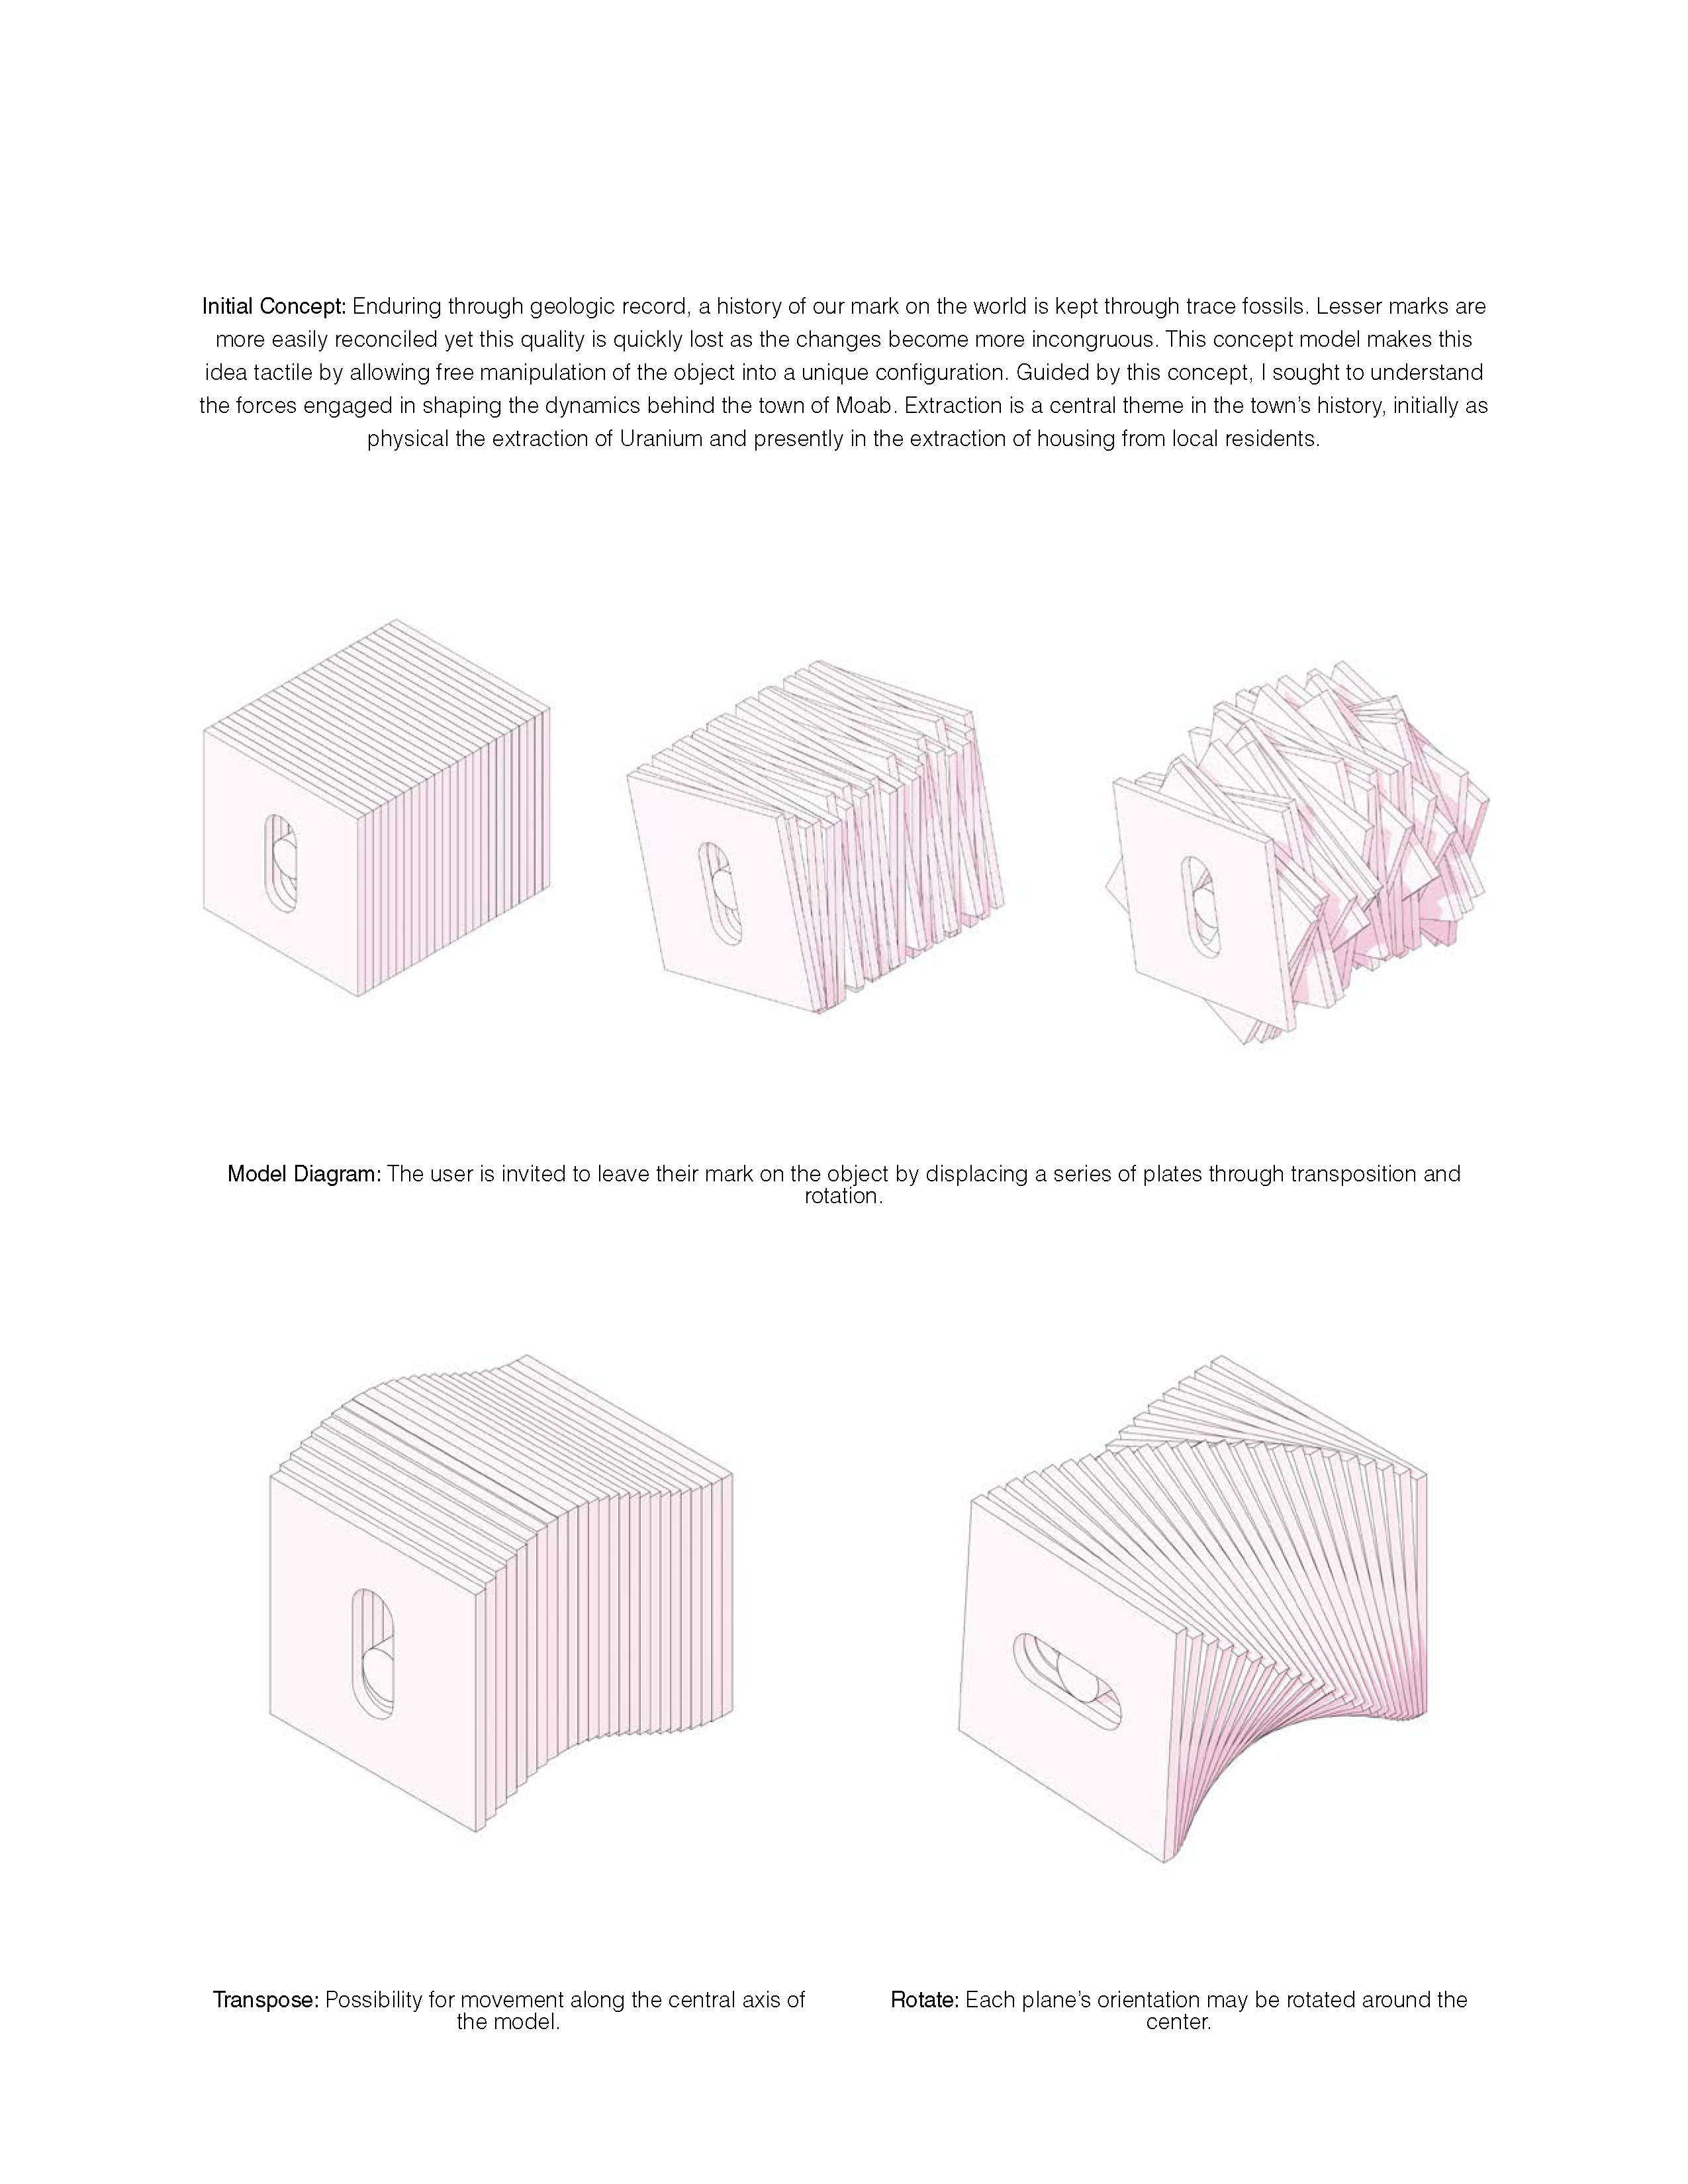 Initial Concept: Enduring through geologic record, a history of our mark on the world is kept through trace fossils. Lesser marks are
more easily reconciled yet this quality is quickly lost as the changes become more incongruous. This concept model makes this
idea tactile by allowing free manipulation of the object into a unique configuration. Guided by this concept, I sought to understand
the forces engaged in shaping the dynamics behind the town of Moab. Extraction is a central theme in the town's history, initially as
physical the extraction of Uranium and presently in the extraction of housing from local residents.
Model Diagram: The user is invited to leave their mark on the object by displacing a series of plates through transposition and
rotation.
Transpose: Possibility for movement along the central axis of
the model.
Rotate: Each plane's orientation may be rotated around the
center.